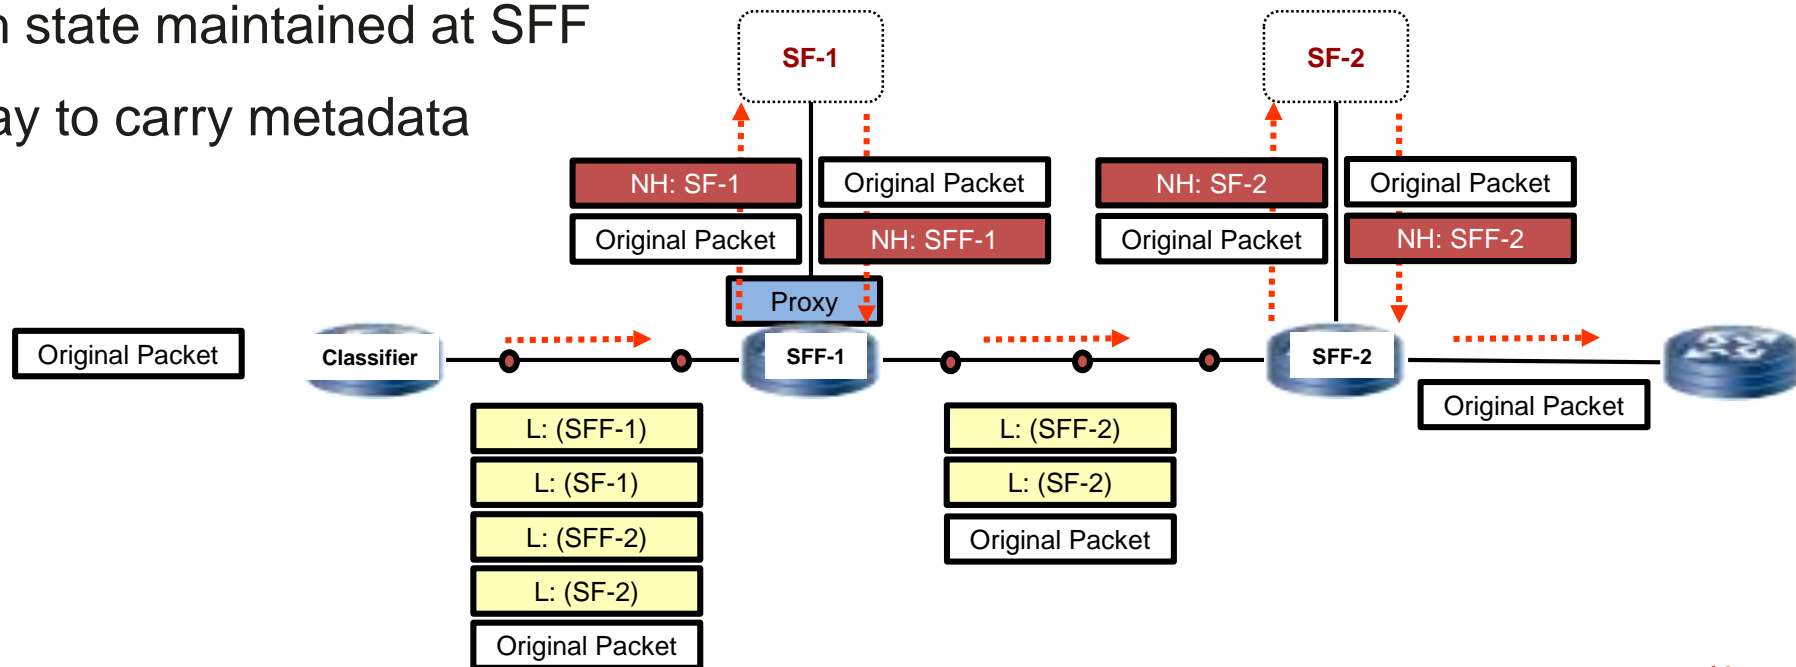 n state maintained at SFF
ay to carry metadata
SF-1
SF-2
NH: SF-1
Original Packet
NH: SF-2
Original Packet
Original Packet
NH: SFF-1
Original Packet
NH: SFF-2
Proxy
Original Packet
Classifier
SFF-1
SFF-2
L: (SFF-1)
L: (SF-1)
L: (SFF-2)
L: (SF-2)
Original Packet
L: (SFF-2)
L: (SF-2)
Original Packet
Original Packet